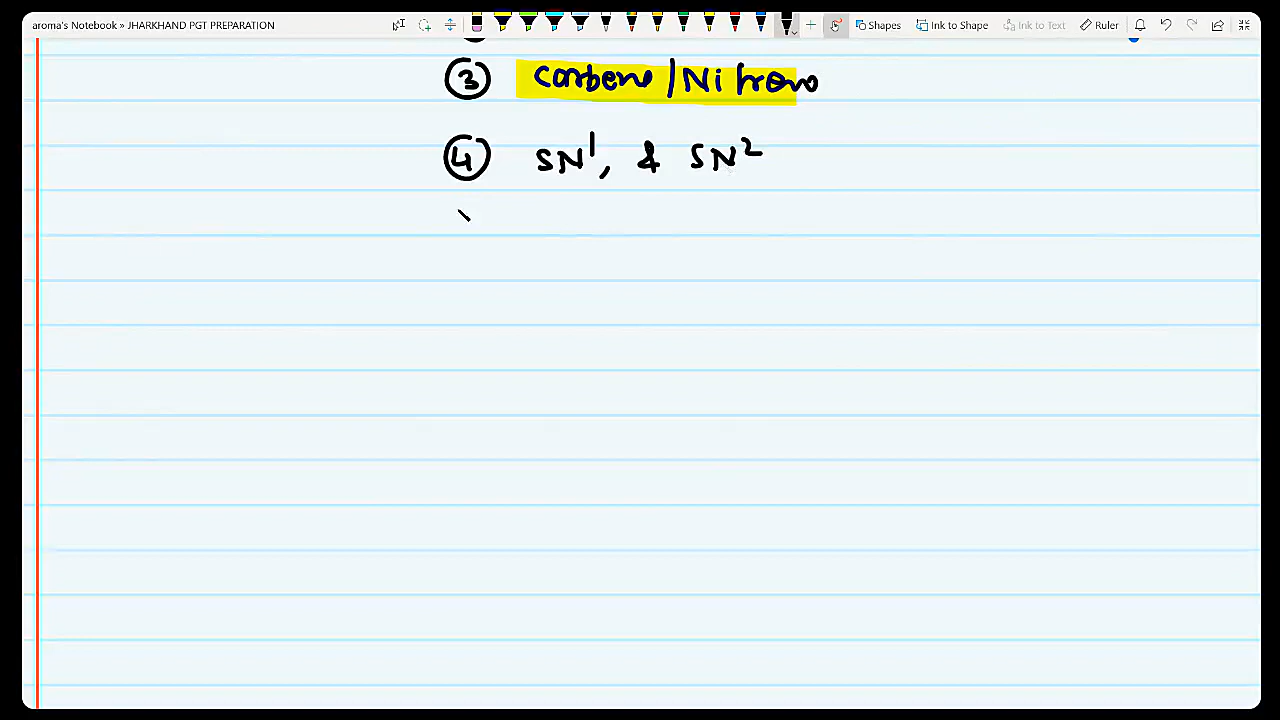 aroma's Notebook » JHARKHAND PGT PREPARATION Shapes Ink to Shape Ink to Text Ruler
③ Carbene/Nitrene
④ SN¹, & SN²